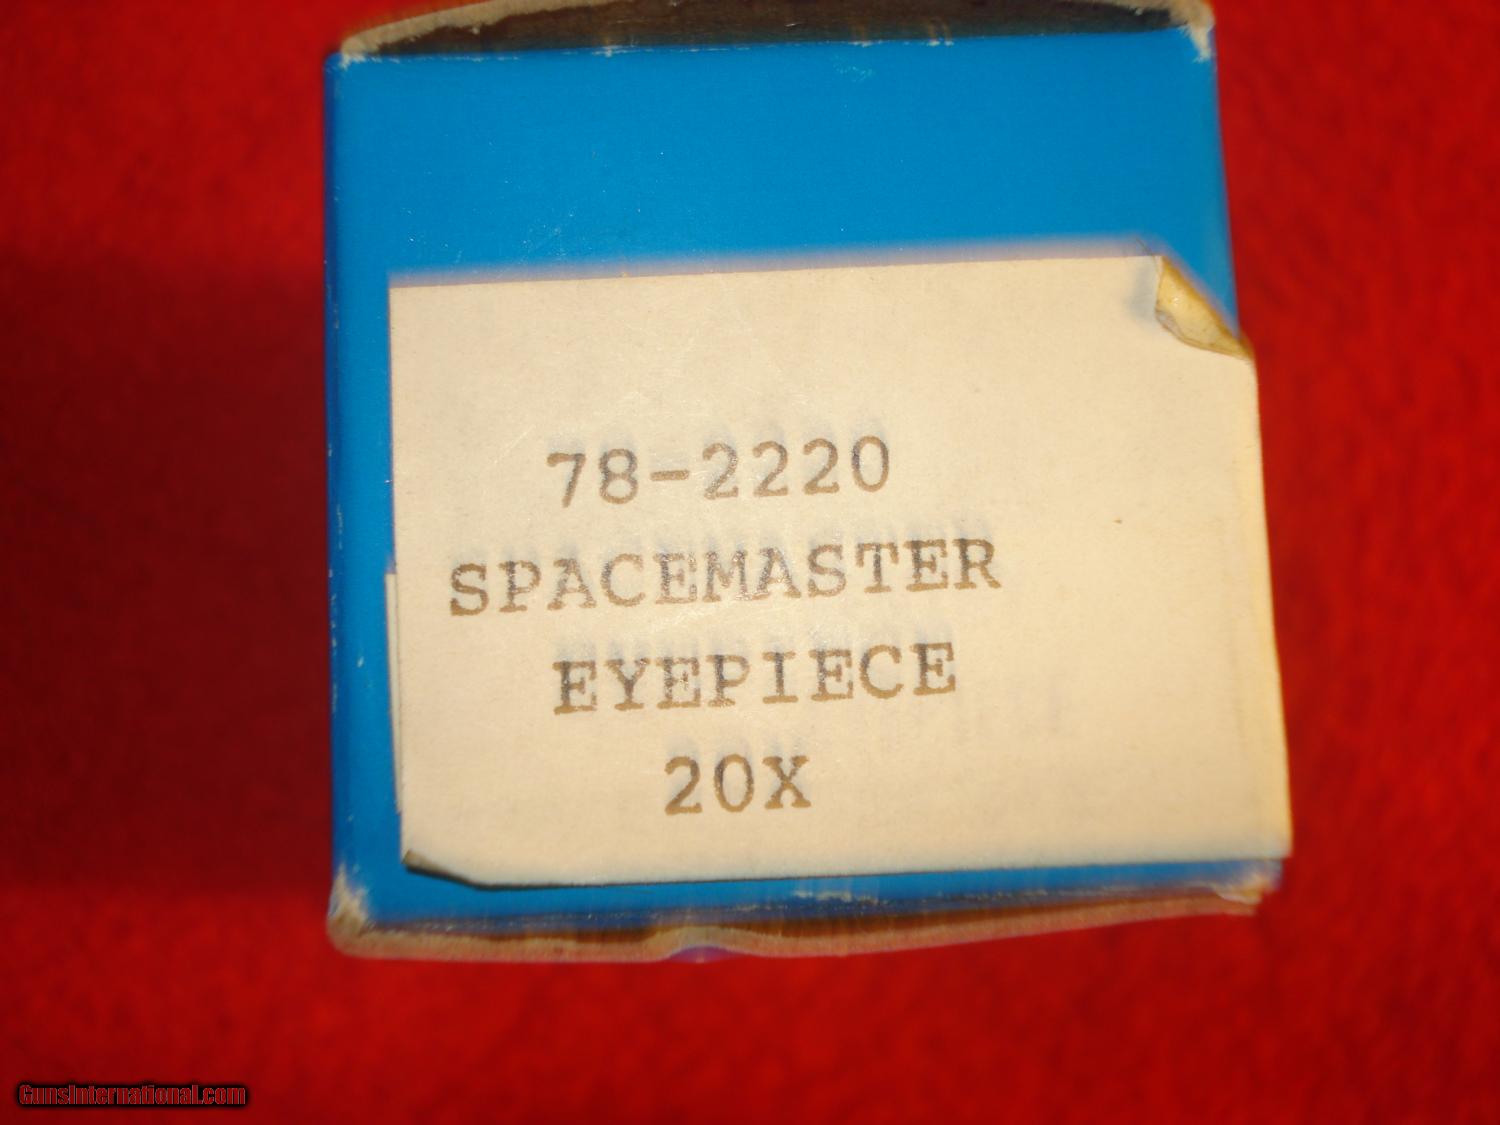 78-2220
SPACEMASTER
EYEPIECE
20X
GunsInternational.com